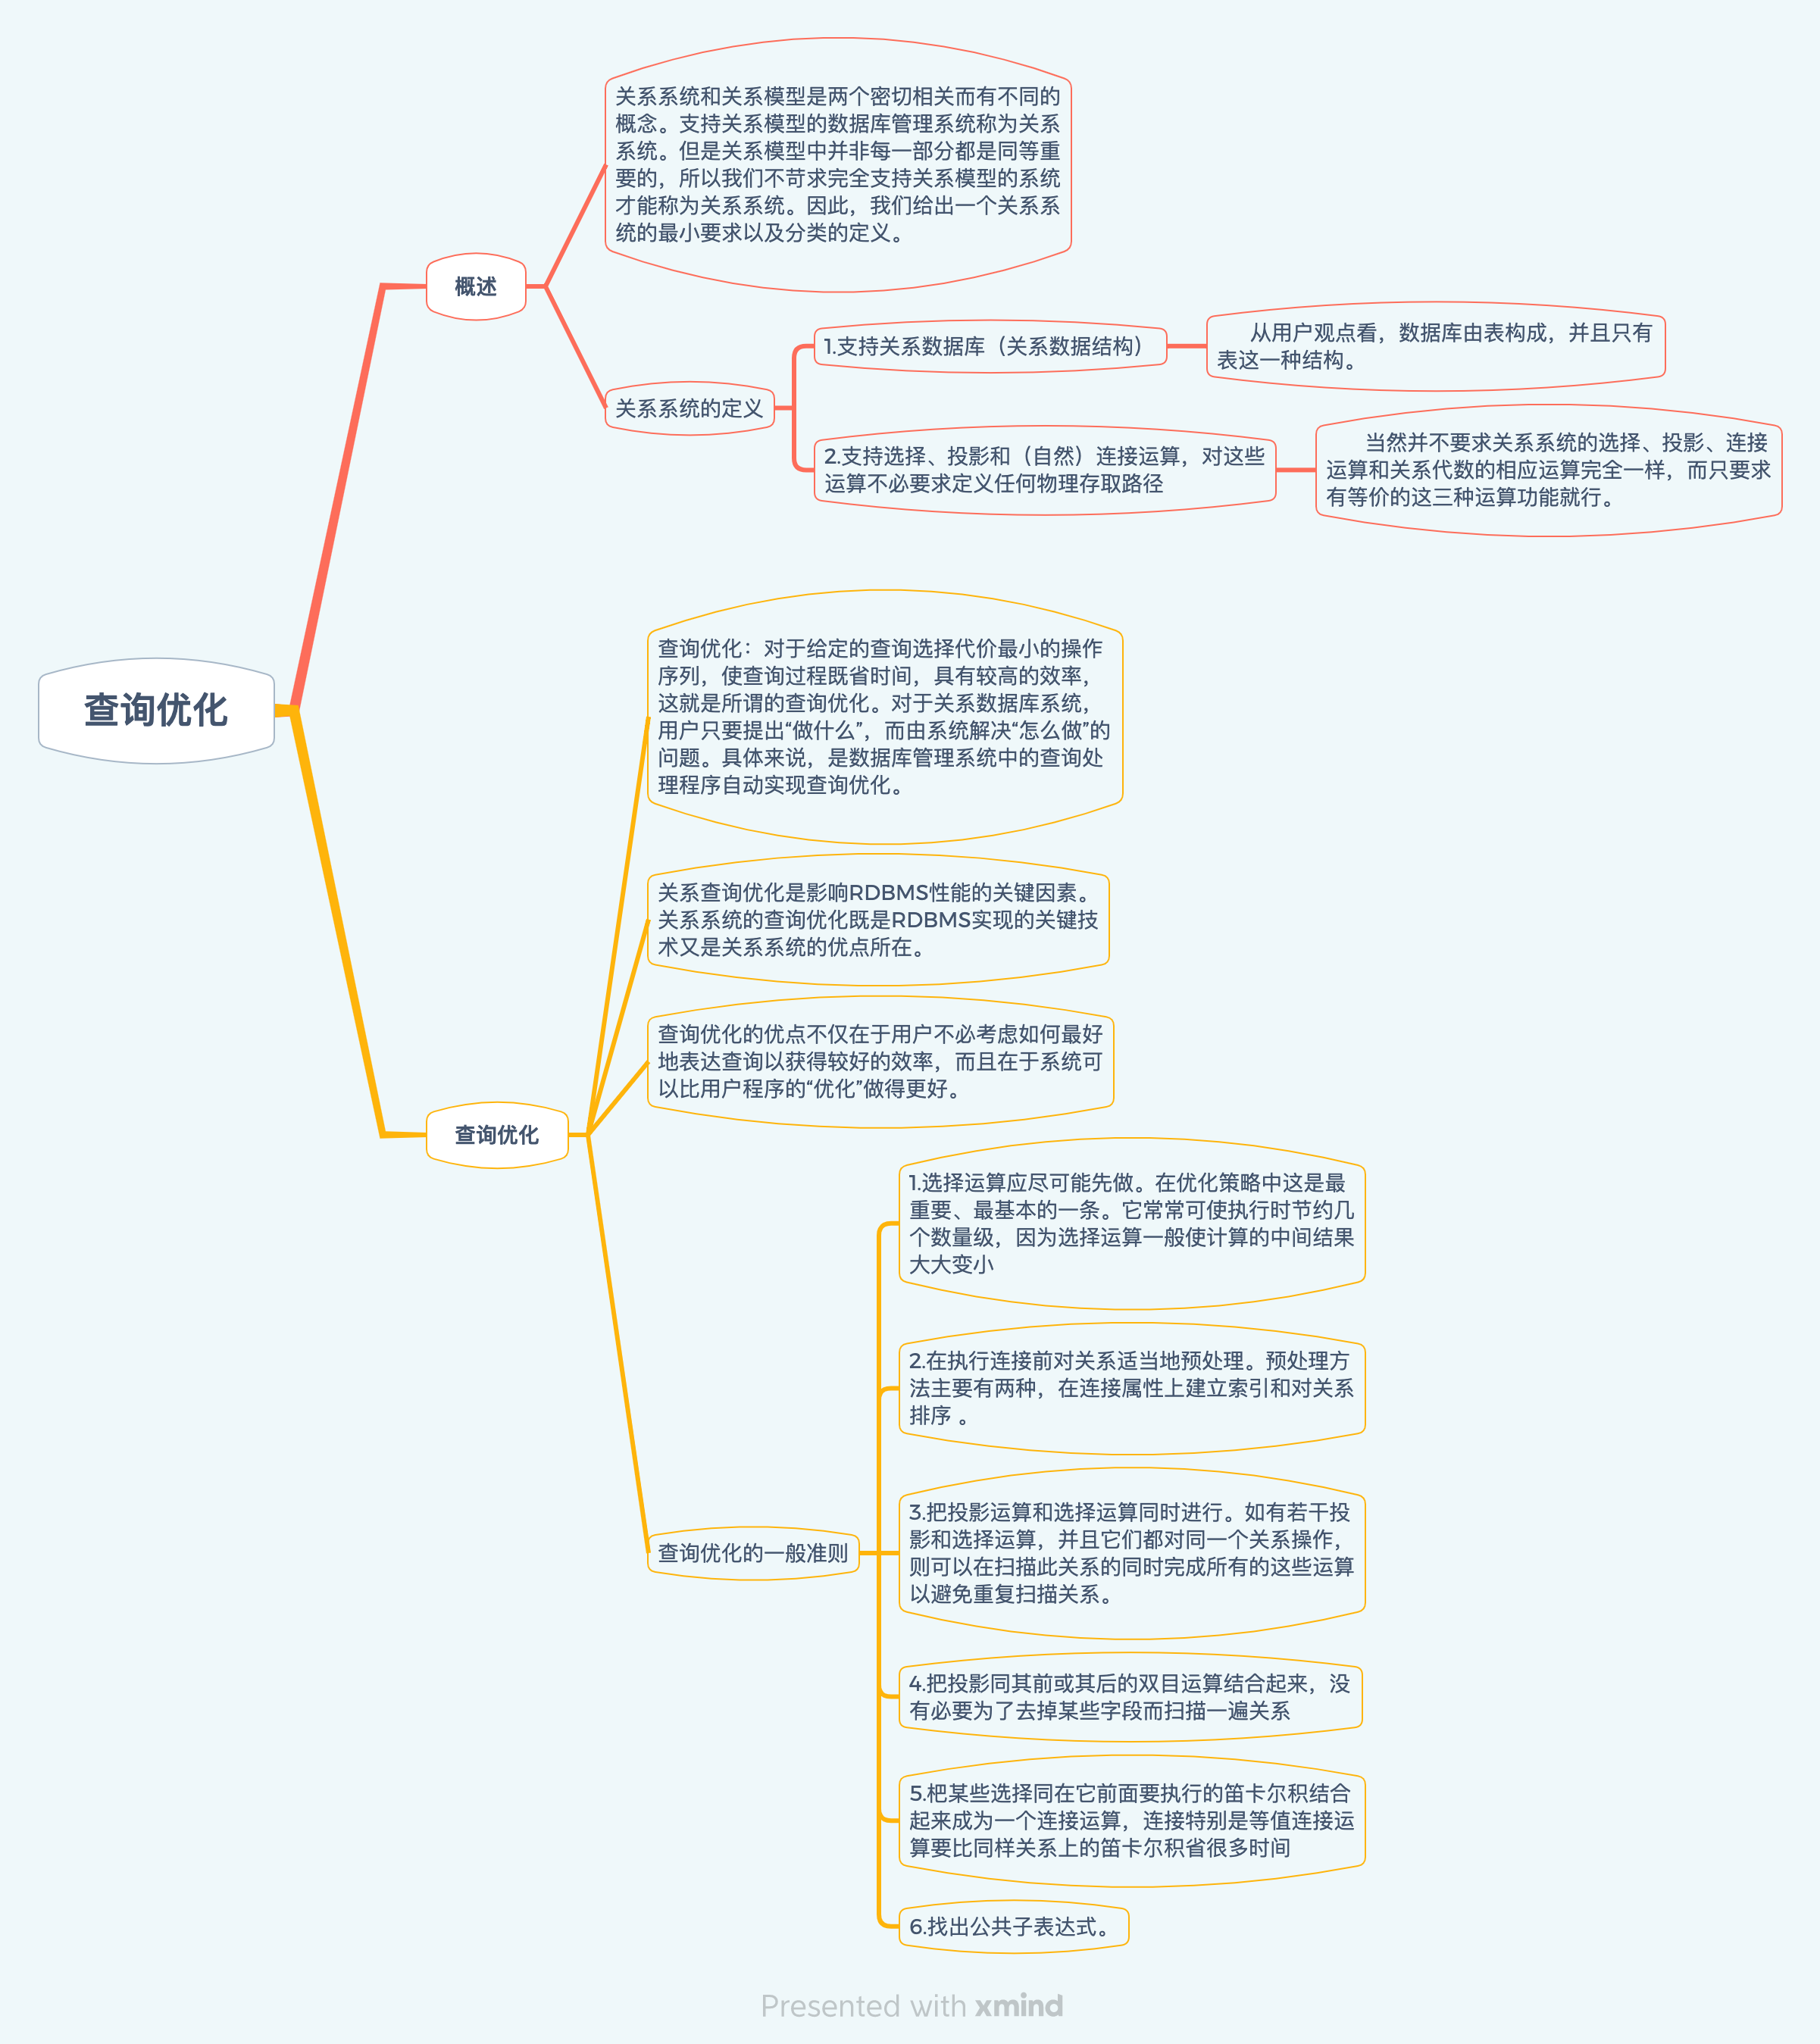 关系系统和关系模型是两个密切相关而有不同的
概念。支持关系模型的数据库管理系统称为关系
系统。但是关系模型中并非每一部分都是同等重
要的，所以我们不苛求完全支持关系模型的系统
才能称为关系系统。因此，我们给出一个关系系
统的最小要求以及分类的定义。
概述
关系系统的定义
1.支持关系数据库（关系数据结构）
从用户观点看，数据库由表构成，并且只有
表这一种结构。
2.支持选择、投影和（自然）连接运算，对这些
运算不必要求定义任何物理存取路径
当然并不要求关系系统的选择、投影、连接
运算和关系代数的相应运算完全一样，而只要求
有等价的这三种运算功能就行。
查询优化
查询优化：对于给定的查询选择代价最小的操作
序列，使查询过程既省时间，具有较高的效率，
这就是所谓的查询优化。对于关系数据库系统，
用户只要提出“做什么”，而由系统解决“怎么做”的
问题。具体来说，是数据库管理系统中的查询处
理程序自动实现查询优化。
关系查询优化是影响RDBMS性能的关键因素。
关系系统的查询优化既是RDBMS实现的关键技
术又是关系系统的优点所在。
查询优化的优点不仅在于用户不必考虑如何最好
地表达查询以获得较好的效率，而且在于系统可
以比用户程序的“优化”做得更好。
查询优化
查询优化的一般准则
1.选择运算应尽可能先做。在优化策略中这是最
重要、最基本的一条。它常常可使执行时节约几
个数量级，因为选择运算一般使计算的中间结果
大大变小
2.在执行连接前对关系适当地预处理。预处理方
法主要有两种，在连接属性上建立索引和对关系
排序 。
3.把投影运算和选择运算同时进行。如有若干投
影和选择运算，并且它们都对同一个关系操作，
则可以在扫描此关系的同时完成所有的这些运算
以避免重复扫描关系。
4.把投影同其前或其后的双目运算结合起来，没
有必要为了去掉某些字段而扫描一遍关系
5.杷某些选择同在它前面要执行的笛卡尔积结合
起来成为一个连接运算，连接特别是等值连接运
算要比同样关系上的笛卡尔积省很多时间
6.找出公共子表达式。
Presented with xmind